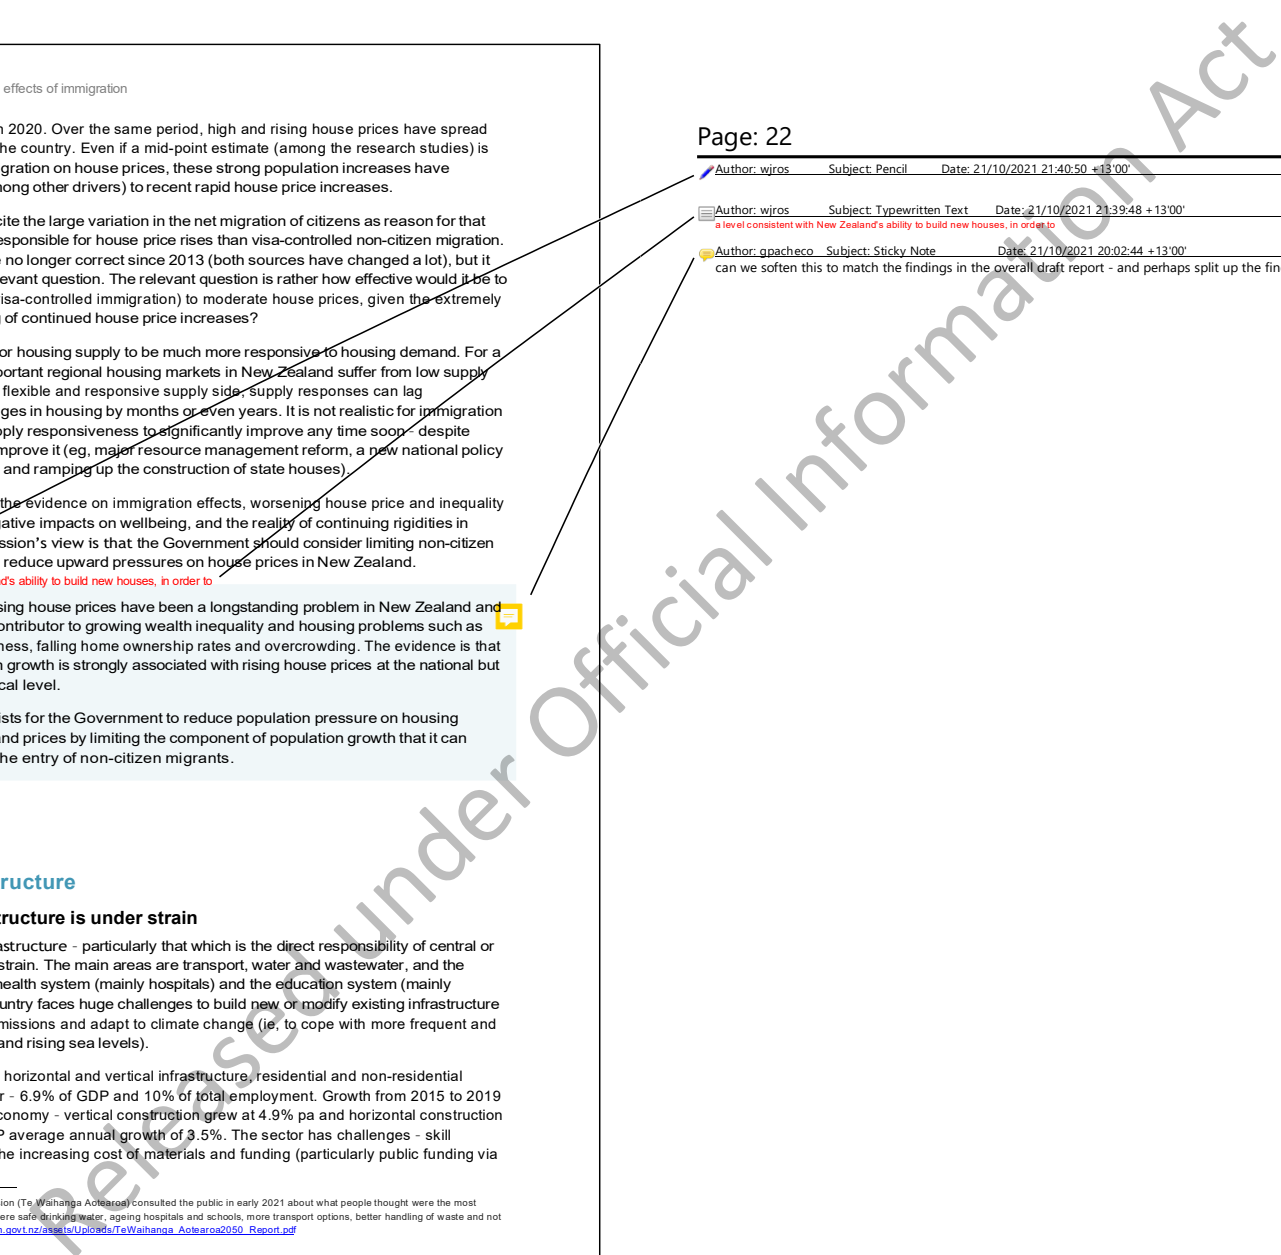 effects of immigration
2020. Over the same period, high and rising house prices have spread
he country. Even if a mid-point estimate (among the research studies) is
gration on house prices, these strong population increases have
nong other drivers) to recent rapid house price increases.
cite the large variation in the net migration of citizens as reason for that
esponsible for house price rises than visa-controlled non-citizen migration.
e no longer correct since 2013 (both sources have changed a lot), but it
evant question. The relevant question is rather how effective would it be to
visa-controlled immigration) to moderate house prices, given the extremely
g of continued house price increases?
or housing supply to be much more responsive to housing demand. For a
portant regional housing markets in New Zealand suffer from low supply
flexible and responsive supply side, supply responses can lag
ges in housing by months or even years. It is not realistic for immigration
pply responsiveness to significantly improve any time soon - despite
mprove it (eg, major resource management reform, a new national policy
and ramping up the construction of state houses).
the evidence on immigration effects, worsening house price and inequality
gative impacts on wellbeing, and the reality of continuing rigidities in
ssion's view is that the Government should consider limiting non-citizen
reduce upward pressures on house prices in New Zealand.
nd's ability to build new houses, in order to
sing house prices have been a longstanding problem in New Zealand and
ontributor to growing wealth inequality and housing problems such as
ness, falling home ownership rates and overcrowding. The evidence is that
n growth is strongly associated with rising house prices at the national but
cal level.
ists for the Government to reduce population pressure on housing
and prices by limiting the component of population growth that it can
he entry of non-citizen migrants.
ructure
tructure is under strain
astructure - particularly that which is the direct responsibility of central or
strain. The main areas are transport, water and wastewater, and the
health system (mainly hospitals) and the education system (mainly
untry faces huge challenges to build new or modify existing infrastructure
missions and adapt to climate change (ie, to cope with more frequent and
and rising sea levels).
horizontal and vertical infrastructure, residential and non-residential
r - 6.9% of GDP and 10% of total employment. Growth from 2015 to 2019
conomy - vertical construction grew at 4.9% pa and horizontal construction
P average annual growth of 3.5%. The sector has challenges - skill
he increasing cost of materials and funding (particularly public funding via
ion (Te Waihanga Aotearoa) consulted the public in early 2021 about what people thought were the most
ere safe drinking water, ageing hospitals and schools, more transport options, better handling of waste and not
n.govt.nz/assets/Uploads/TeWaihanga_Aotearoa2050_Report.pdf
Page: 22
Author: wjros Subject: Pencil Date: 21/10/2021 21:40:50 +13'00'
Author: wjros Subject: Typewritten Text Date: 21/10/2021 21:39:48 +13'00'
a level consistent with New Zealand's ability to build new houses, in order to
Author: gpacheco Subject: Sticky Note Date: 21/10/2021 20:02:44 +13'00'
can we soften this to match the findings in the overall draft report - and perhaps split up the fin
Released under Official Information Act